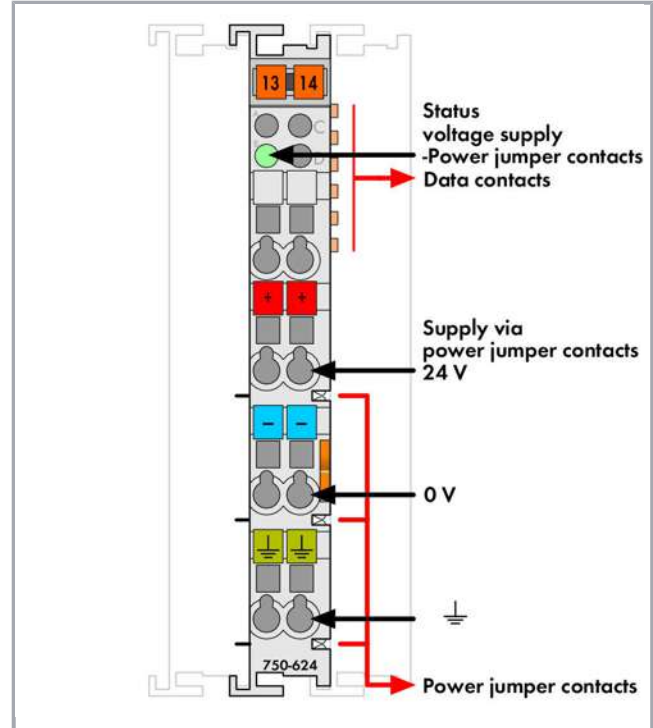 13 14
A C
D
Status
voltage supply
-Power jumper contacts
Data contacts
+ +
Supply via
power jumper contacts
24 V
- -
0 V
750-624
Power jumper contacts